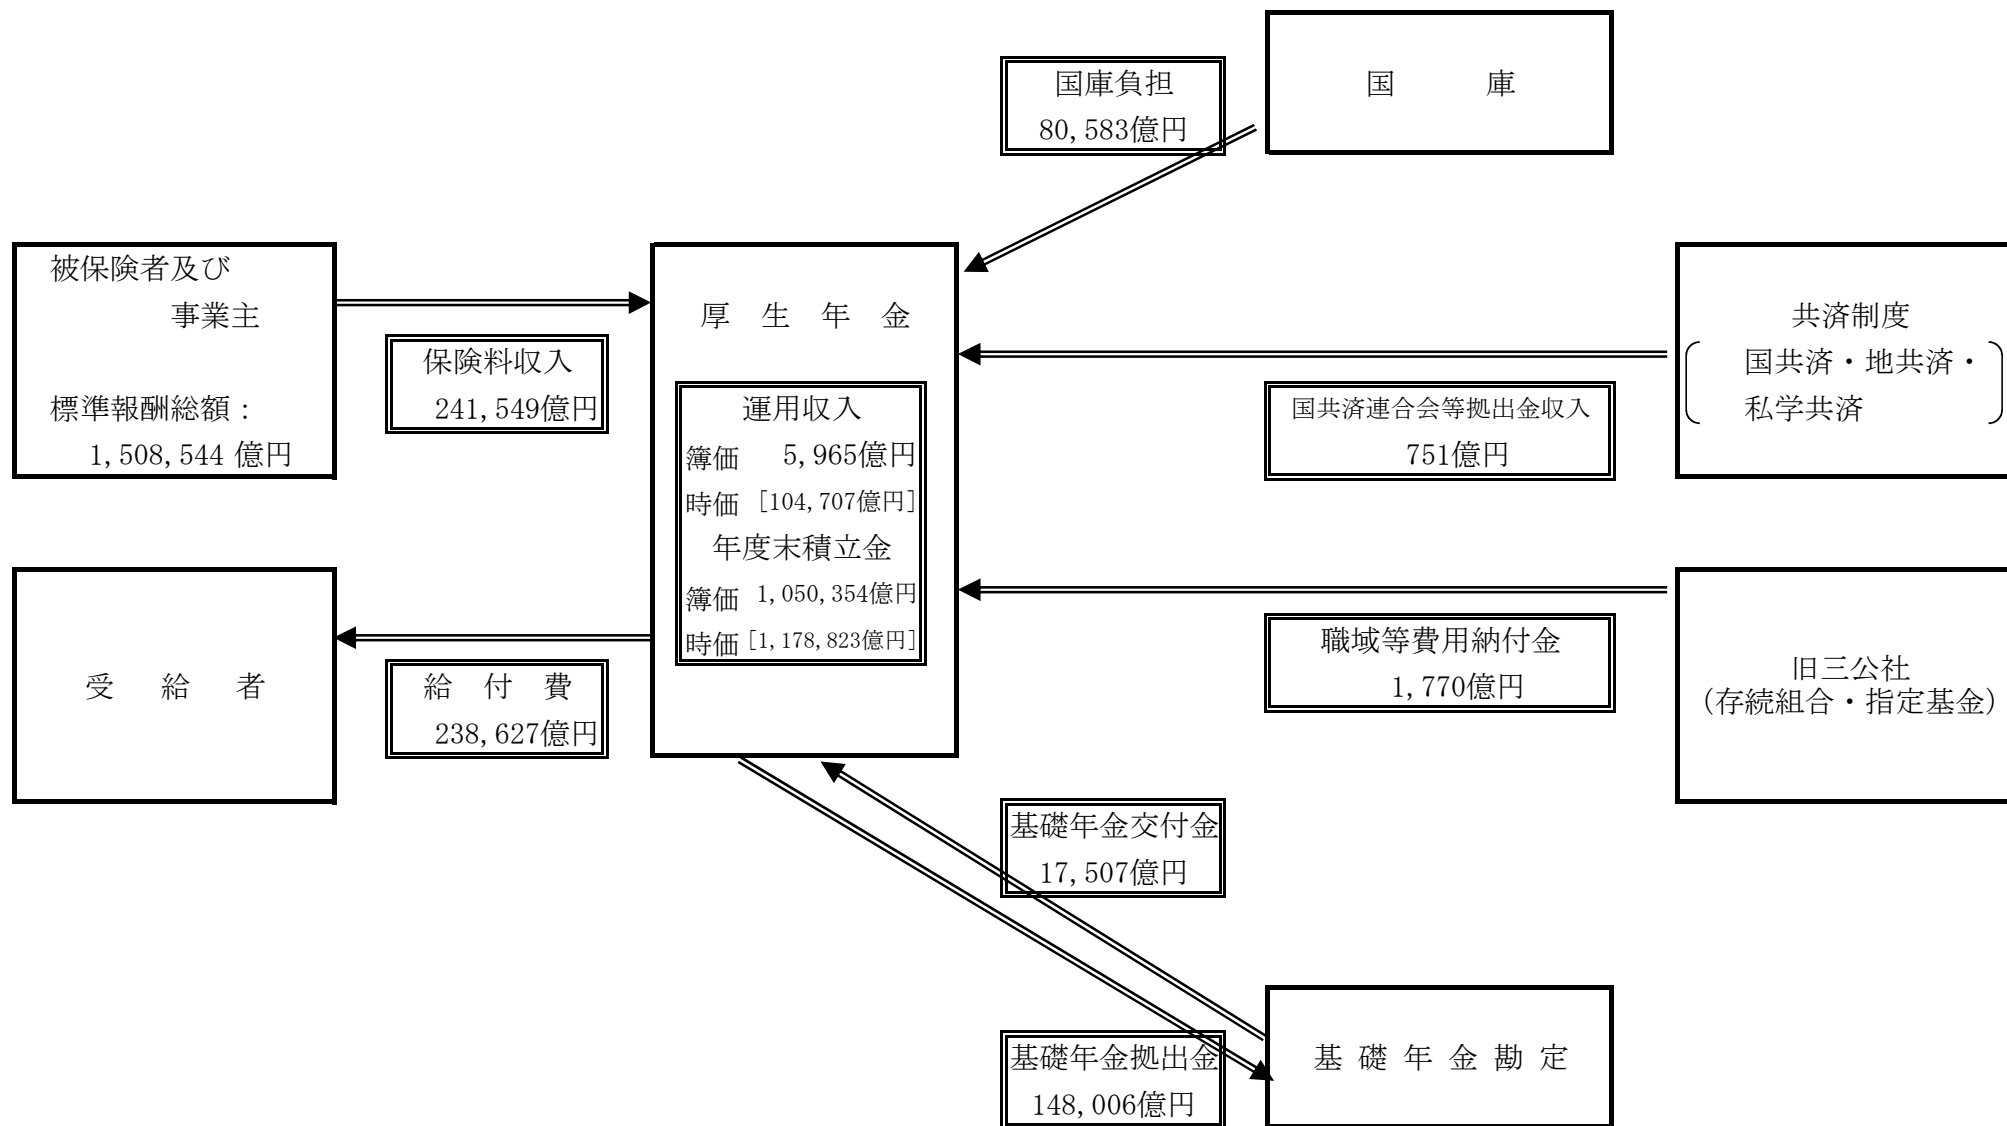 国庫負担
80,583億円
国　　　庫
被保険者及び
事業主
標準報酬総額：
1,508,544 億円
保険料収入
241,549億円
厚　生　年　金
運用収入
簿価　5,965億円
時価 [104,707億円]
年度末積立金
簿価 1,050,354億円
時価 [1,178,823億円]
共済制度
国共済・地共済・
私学共済
国共済連合会等拠出金収入
751億円
受　給　者
給　付　費
238,627億円
職域等費用納付金
1,770億円
旧三公社
(存続組合・指定基金)
基礎年金交付金
17,507億円
基礎年金拠出金
148,006億円
基 礎 年 金 勘 定